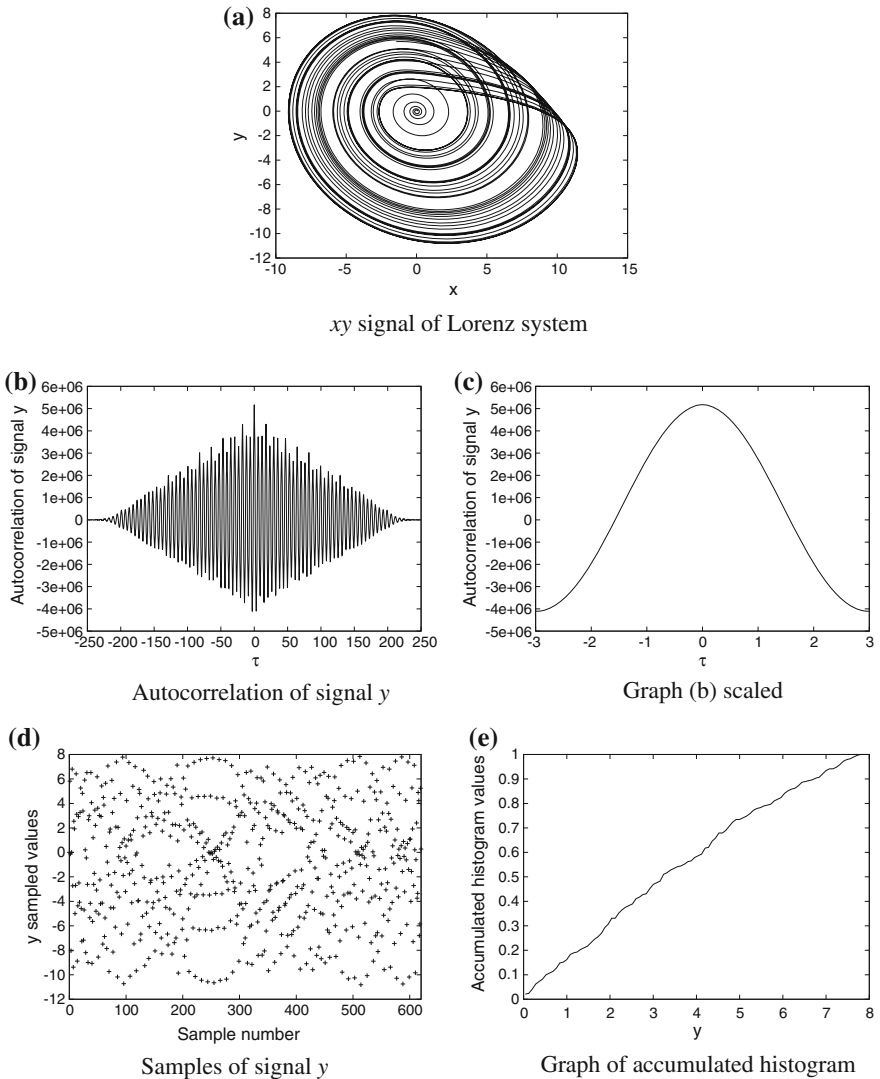 (a)
8
6
4
2
0
-2
-4
-6
-8
-10
-12
y
-10 -5 0 5 10 15
x
xy signal of Lorenz system
(b)
6e+06
5e+06
4e+06
3e+06
2e+06
1e+06
0
-1e+06
-2e+06
-3e+06
-4e+06
-5e+06
Autocorrelation of signal y
-250 -200 -150 -100 -50 0 50 100 150 200 250
τ
Autocorrelation of signal y
(c)
6e+06
5e+06
4e+06
3e+06
2e+06
1e+06
0
-1e+06
-2e+06
-3e+06
-4e+06
-5e+06
Autocorrelation of signal y
-3 -2 -1 0 1 2 3
τ
Graph (b) scaled
(d)
8
6
4
2
0
-2
-4
-6
-8
-10
-12
y sampled values
0 100 200 300 400 500 600
Sample number
Samples of signal y
(e)
1
0.9
0.8
0.7
0.6
0.5
0.4
0.3
0.2
0.1
0
Accumulated histogram values
0 1 2 3 4 5 6 7 8
y
Graph of accumulated histogram